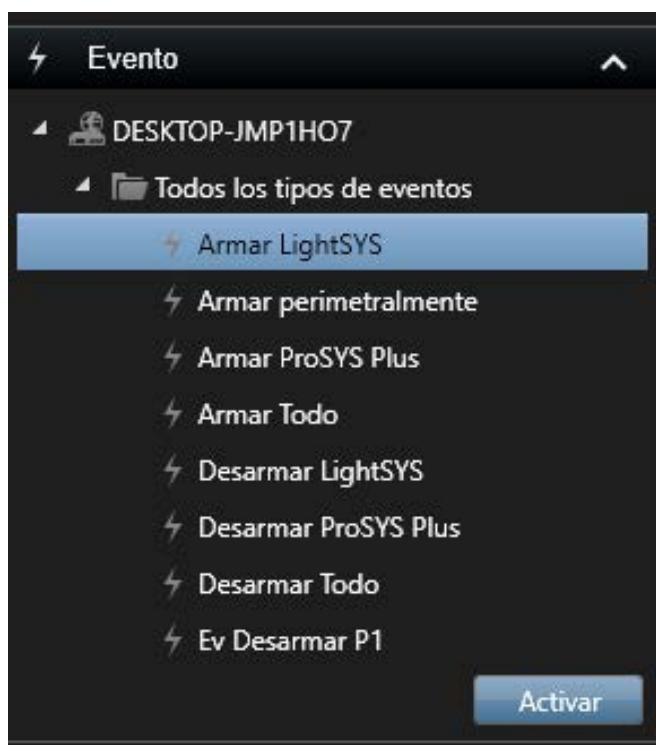 Evento
DESKTOP-JMP1HO7
Todos los tipos de eventos
Armar LightSYS
Armar perimetralmente
Armar ProSYS Plus
Armar Todo
Desarmar LightSYS
Desarmar ProSYS Plus
Desarmar Todo
Ev Desarmar P1
Activar